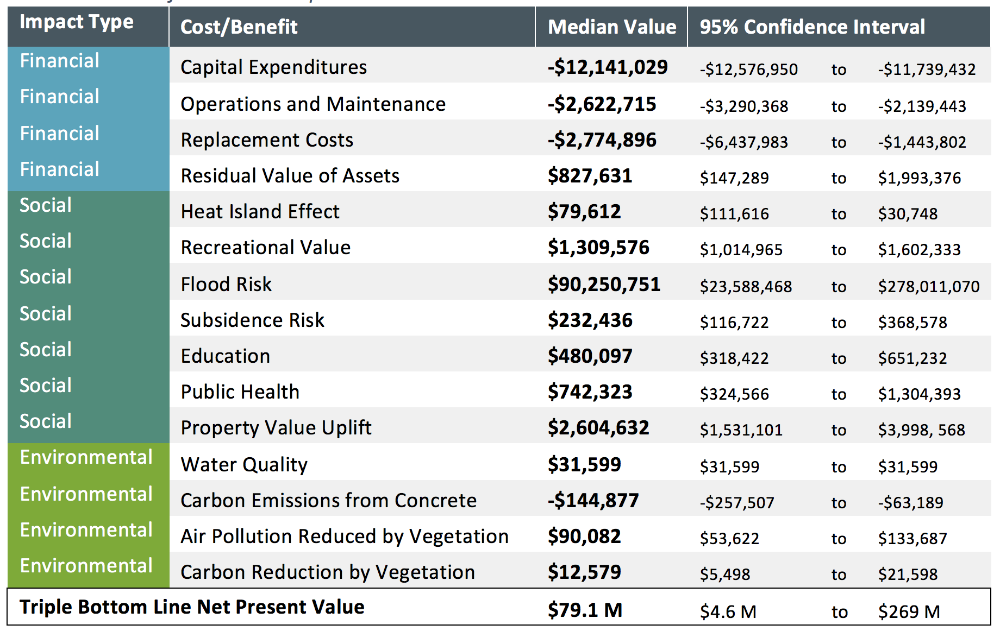 Impact Type Cost/Benefit Median Value 95% Confidence Interval
Financial Capital Expenditures -$12,141,029 -$12,576,950 to -$11,739,432
Financial Operations and Maintenance -$2,622,715 -$3,290,368 to -$2,139,443
Financial Replacement Costs -$2,774,896 -$6,437,983 to -$1,443,802
Financial Residual Value of Assets $827,631 $147,289 to $1,993,376
Social Heat Island Effect $79,612 $111,616 to $30,748
Social Recreational Value $1,309,576 $1,014,965 to $1,602,333
Social Flood Risk $90,250,751 $23,588,468 to $278,011,070
Social Subsidence Risk $232,436 $116,722 to $368,578
Social Education $480,097 $318,422 to $651,232
Social Public Health $742,323 $324,566 to $1,304,393
Social Property Value Uplift $2,604,632 $1,531,101 to $3,998, 568
Environmental Water Quality $31,599 $31,599 to $31,599
Environmental Carbon Emissions from Concrete -$144,877 -$257,507 to -$63,189
Environmental Air Pollution Reduced by Vegetation $90,082 $53,622 to $133,687
Environmental Carbon Reduction by Vegetation $12,579 $5,498 to $21,598
Triple Bottom Line Net Present Value $79.1 M $4.6 M to $269 M